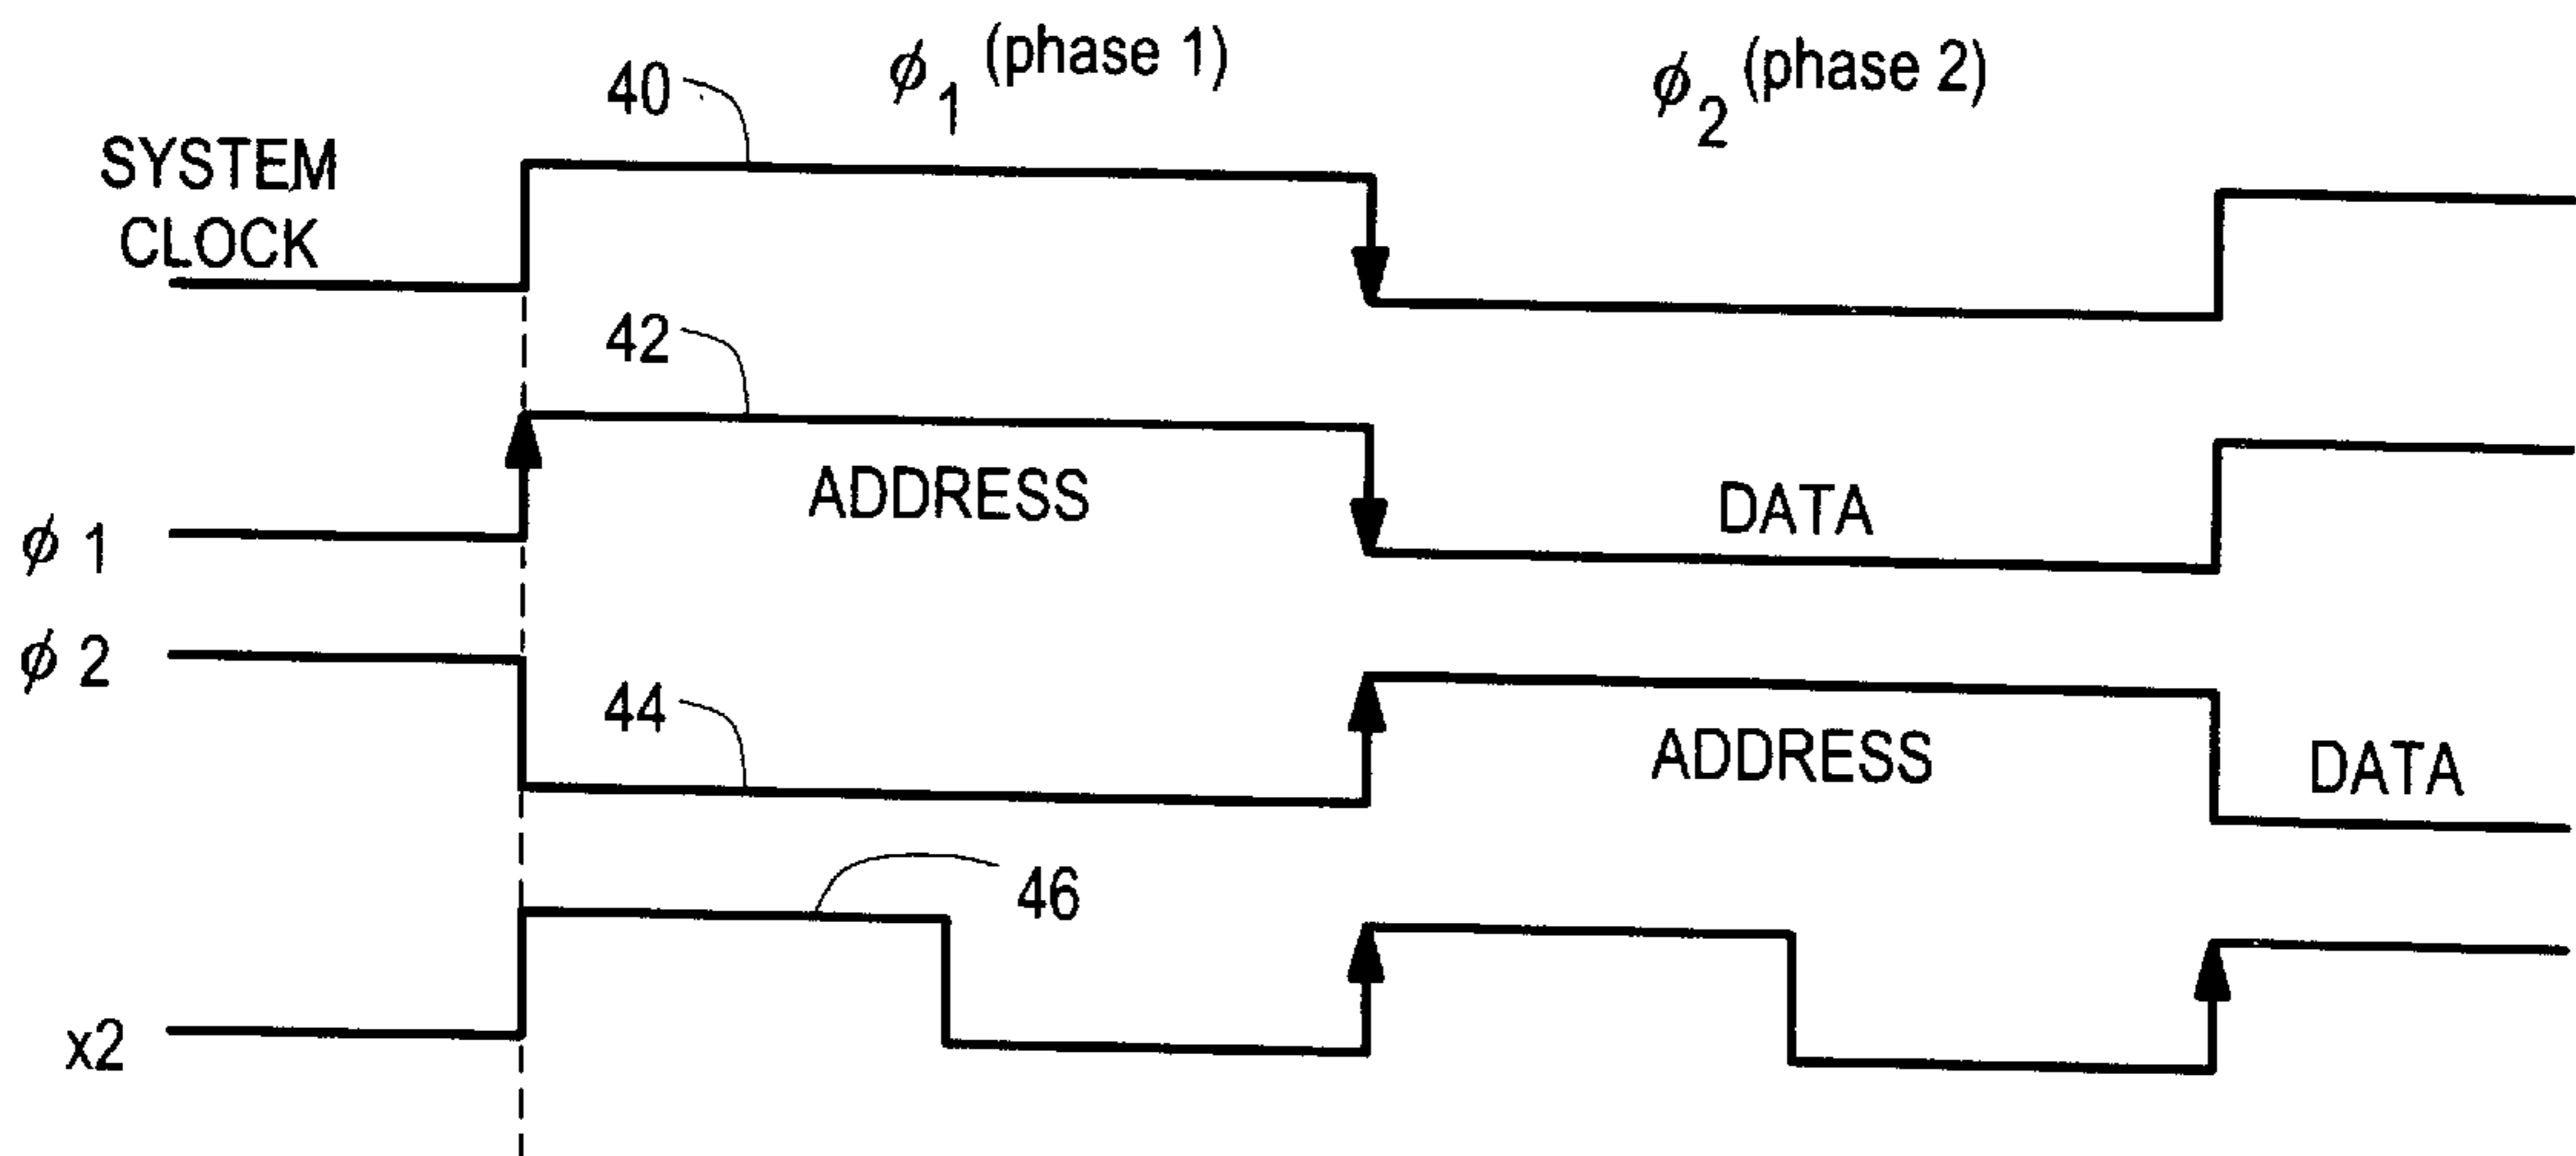 ϕ1 (phase 1)
ϕ2 (phase 2)
40
SYSTEM
CLOCK
42
ADDRESS
DATA
ϕ 1
ϕ 2
44
ADDRESS
DATA
46
x2